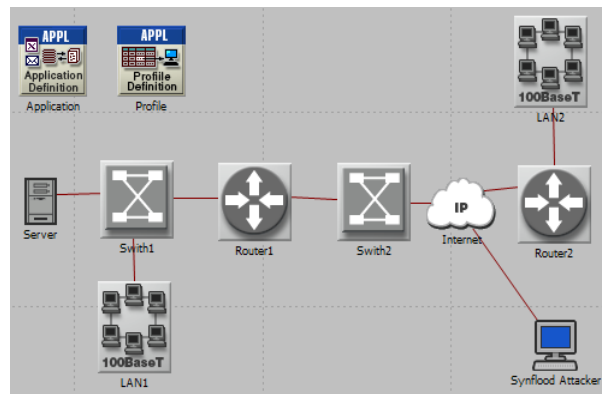 APPL
Application
Definition
Application
APPL
Profile
Definition
Profile
100BaseT
LAN2
Server
Swith1
Router1
Swith2
IP
Internet
Router2
100BaseT
LAN1
Synflood Attacker